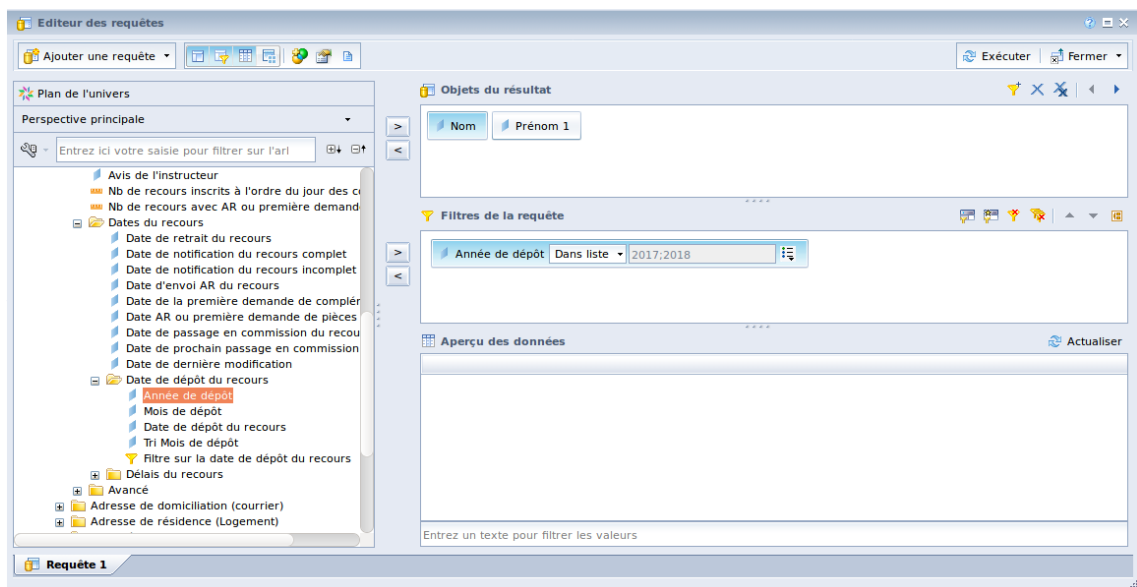 Editeur des requêtes
Ajouter une requête
Exécuter
Fermer
Plan de l'univers
Perspective principale
Entrez ici votre saisie pour filtrer sur l'arl
Avis de l'instructeur
Nb de recours inscrits à l'ordre du jour des c
Nb de recours avec AR ou première demand
Dates du recours
Date de retrait du recours
Date de notification du recours complet
Date de notification du recours incomplet
Date d'envoi AR du recours
Date de la première demande de complér
Date AR ou première demande de pièces
Date de passage en commission du recou
Date de prochain passage en commission
Date de dernière modification
Date de dépôt du recours
Année de dépôt
Mois de dépôt
Date de dépôt du recours
Tri Mois de dépôt
Filtre sur la date de dépôt du recours
Délais du recours
Avancé
Adresse de domiciliation (courrier)
Adresse de résidence (Logement)
> 
<
Objets du résultat
Nom
Prénom 1
Filtres de la requête
>
<
Année de dépôt Dans liste 2017;2018
Aperçu des données
Actualiser
Entrez un texte pour filtrer les valeurs
Requête 1